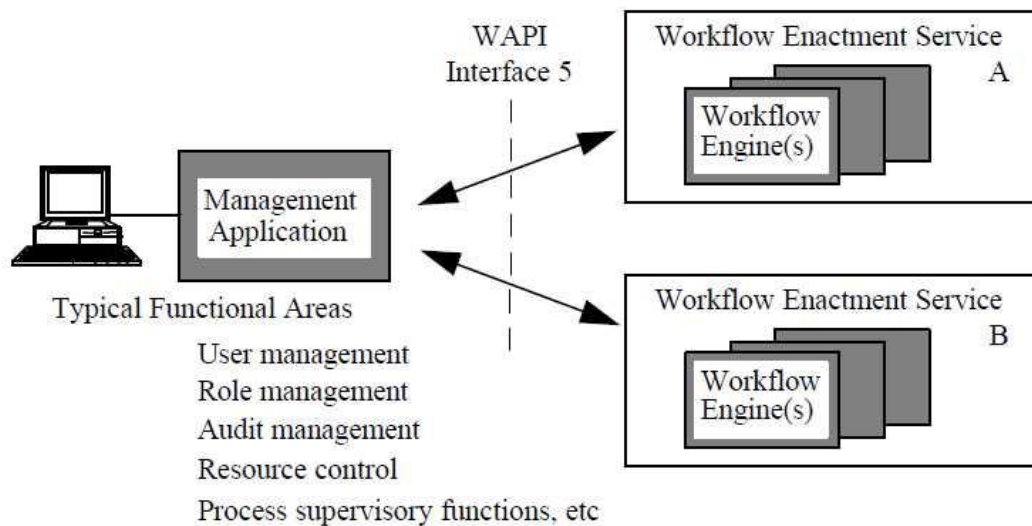 WAPI
Interface 5
Workflow Enactment Service
A
Workflow
Engine(s)
Management
Application
Workflow Enactment Service
B
Workflow
Engine(s)
Typical Functional Areas
User management
Role management
Audit management
Resource control
Process supervisory functions, etc